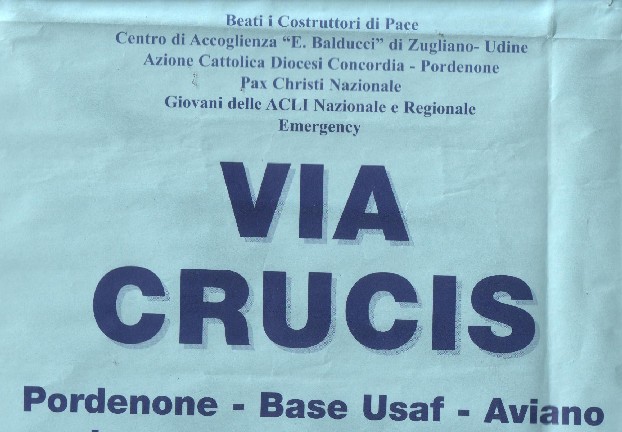 Beati i Costruttori di Pace
Centro di Accoglienza “E. Balducci” di Zugliano- Udine
Azione Cattolica Diocesi Concordia - Pordenone
Pax Christi Nazionale
Giovani delle ACLI Nazionale e Regionale
Emergency
VIA
CRUCIS
Pordenone - Base Usaf - Aviano